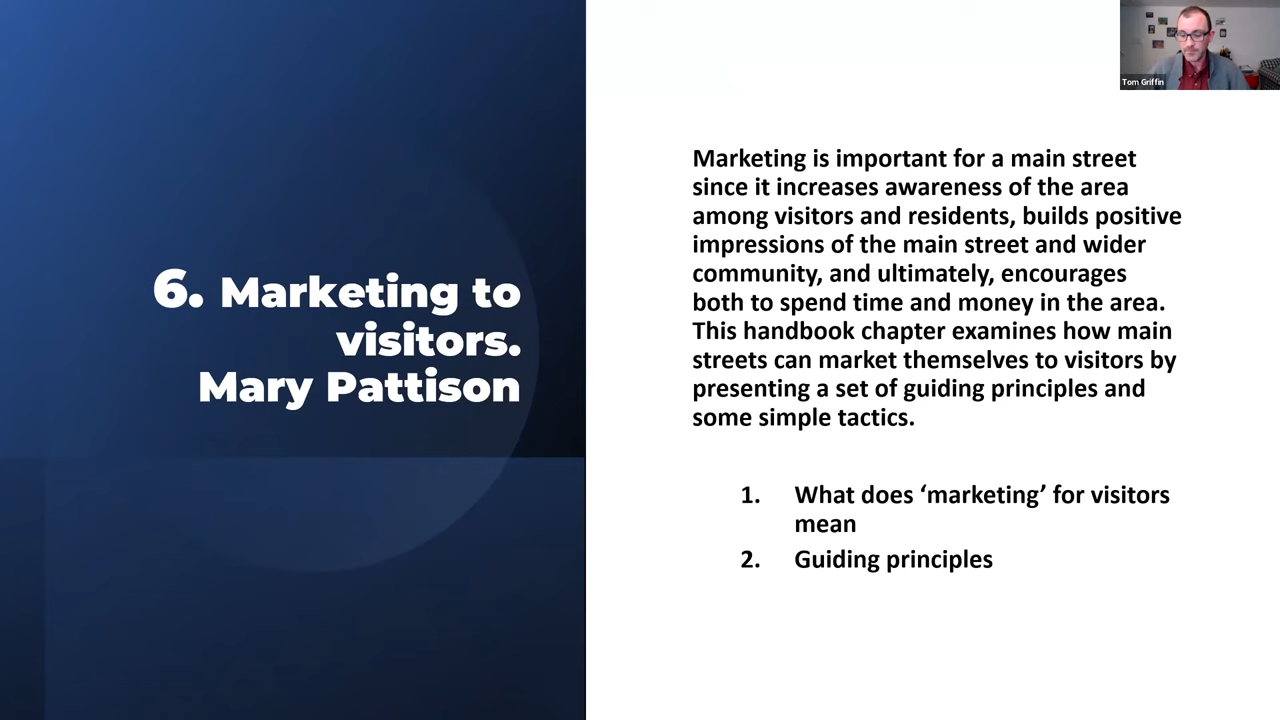 6. Marketing to
visitors.
Mary Pattison
Tom Griffin
Marketing is important for a main street
since it increases awareness of the area
among visitors and residents, builds positive
impressions of the main street and wider
community, and ultimately, encourages
both to spend time and money in the area.
This handbook chapter examines how main
streets can market themselves to visitors by
presenting a set of guiding principles and
some simple tactics.
1. What does ‘marketing’ for visitors
mean
2. Guiding principles